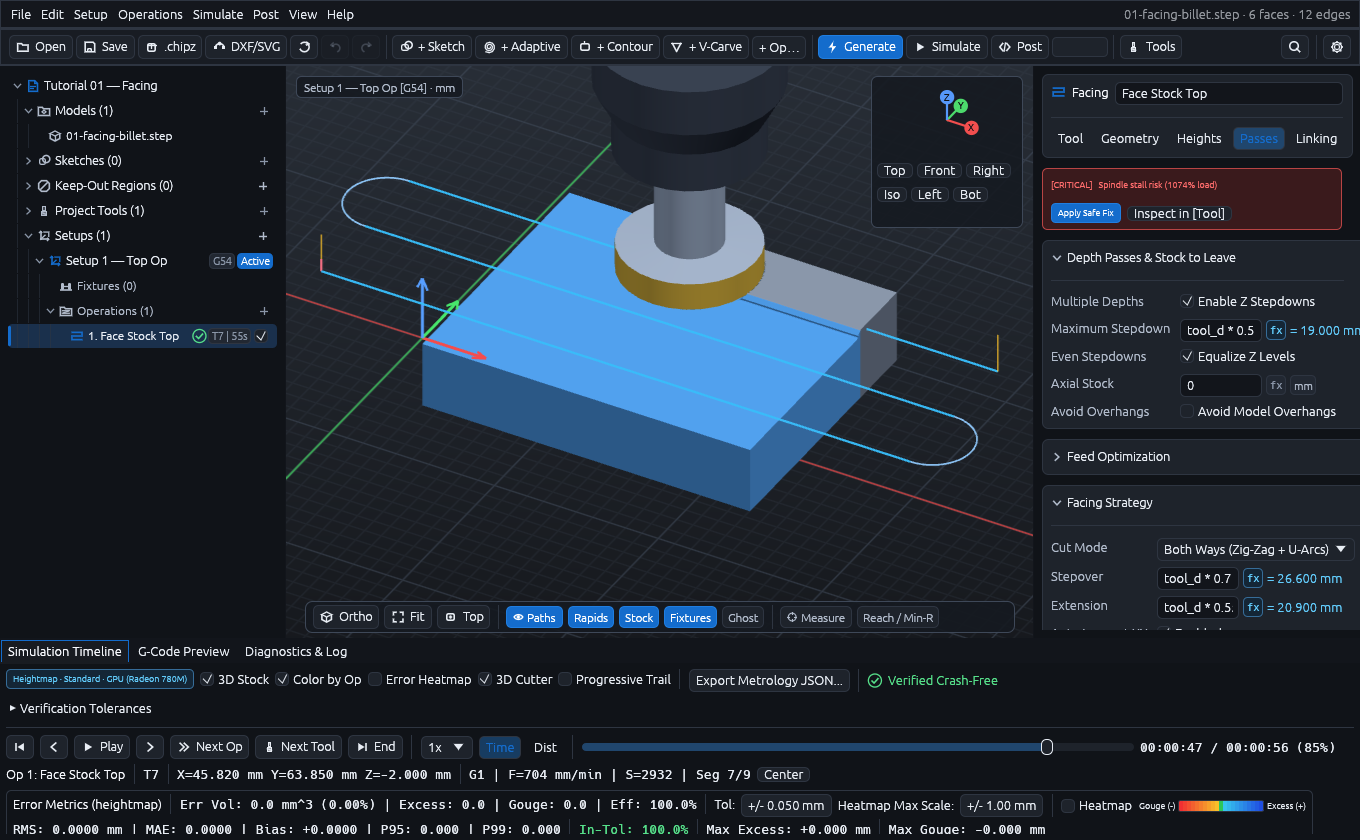 File Edit Setup Operations Simulate Post View Help 01-facing-billet.step · 6 faces · 12 edges
Open Save .chipz DXF/SVG + Sketch + Adaptive + Contour + V-Carve + Op... Generate Simulate Post Tools
Tutorial 01 — Facing
Models (1) +
01-facing-billet.step
Sketches (0) +
Keep-Out Regions (0) +
Project Tools (1) +
Setups (1) +
Setup 1 — Top Op G54 Active
Fixtures (0)
Operations (1) +
1. Face Stock Top T7 | 55s
Setup 1 — Top Op [G54] · mm
Z Y X
Top Front Right
Iso Left Bot
Ortho Fit Top Paths Rapids Stock Fixtures Ghost Measure Reach / Min-R
Facing Face Stock Top
Tool Geometry Heights Passes Linking
[CRITICAL] Spindle stall risk (1074% load)
Apply Safe Fix Inspect in [Tool]
Depth Passes & Stock to Leave
Multiple Depths Enable Z Stepdowns
Maximum Stepdown tool_d * 0.5 fx = 19.000 mm
Even Stepdowns Equalize Z Levels
Axial Stock 0 fx mm
Avoid Overhangs Avoid Model Overhangs
Feed Optimization
Facing Strategy
Cut Mode Both Ways (Zig-Zag + U-Arcs)
Stepover tool_d * 0.7 fx = 26.600 mm
Extension tool_d * 0.5. fx = 20.900 mm
Simulation Timeline G-Code Preview Diagnostics & Log
Heightmap · Standard · GPU (Radeon 780M) 3D Stock Color by Op Error Heatmap 3D Cutter Progressive Trail Export Metrology JSON... Verified Crash-Free
Verification Tolerances
Play Next Op Next Tool End 1x Time Dist 00:00:47 / 00:00:56 (85%)
Op 1: Face Stock Top T7 X=45.820 mm Y=63.850 mm Z=-2.000 mm G1 | F=704 mm/min | S=2932 | Seg 7/9 Center
Error Metrics (heightmap) Err Vol: 0.0 mm^3 (0.00%) | Excess: 0.0 | Gouge: 0.0 | Eff: 100.0% Tol: +/- 0.050 mm Heatmap Max Scale: +/- 1.00 mm Heatmap Gouge (-) Excess (+)
RMS: 0.0000 mm | MAE: 0.0000 | Bias: +0.0000 | P95: 0.000 | P99: 0.000 In-Tol: 100.0% Max Excess: +0.000 mm Max Gouge: -0.000 mm